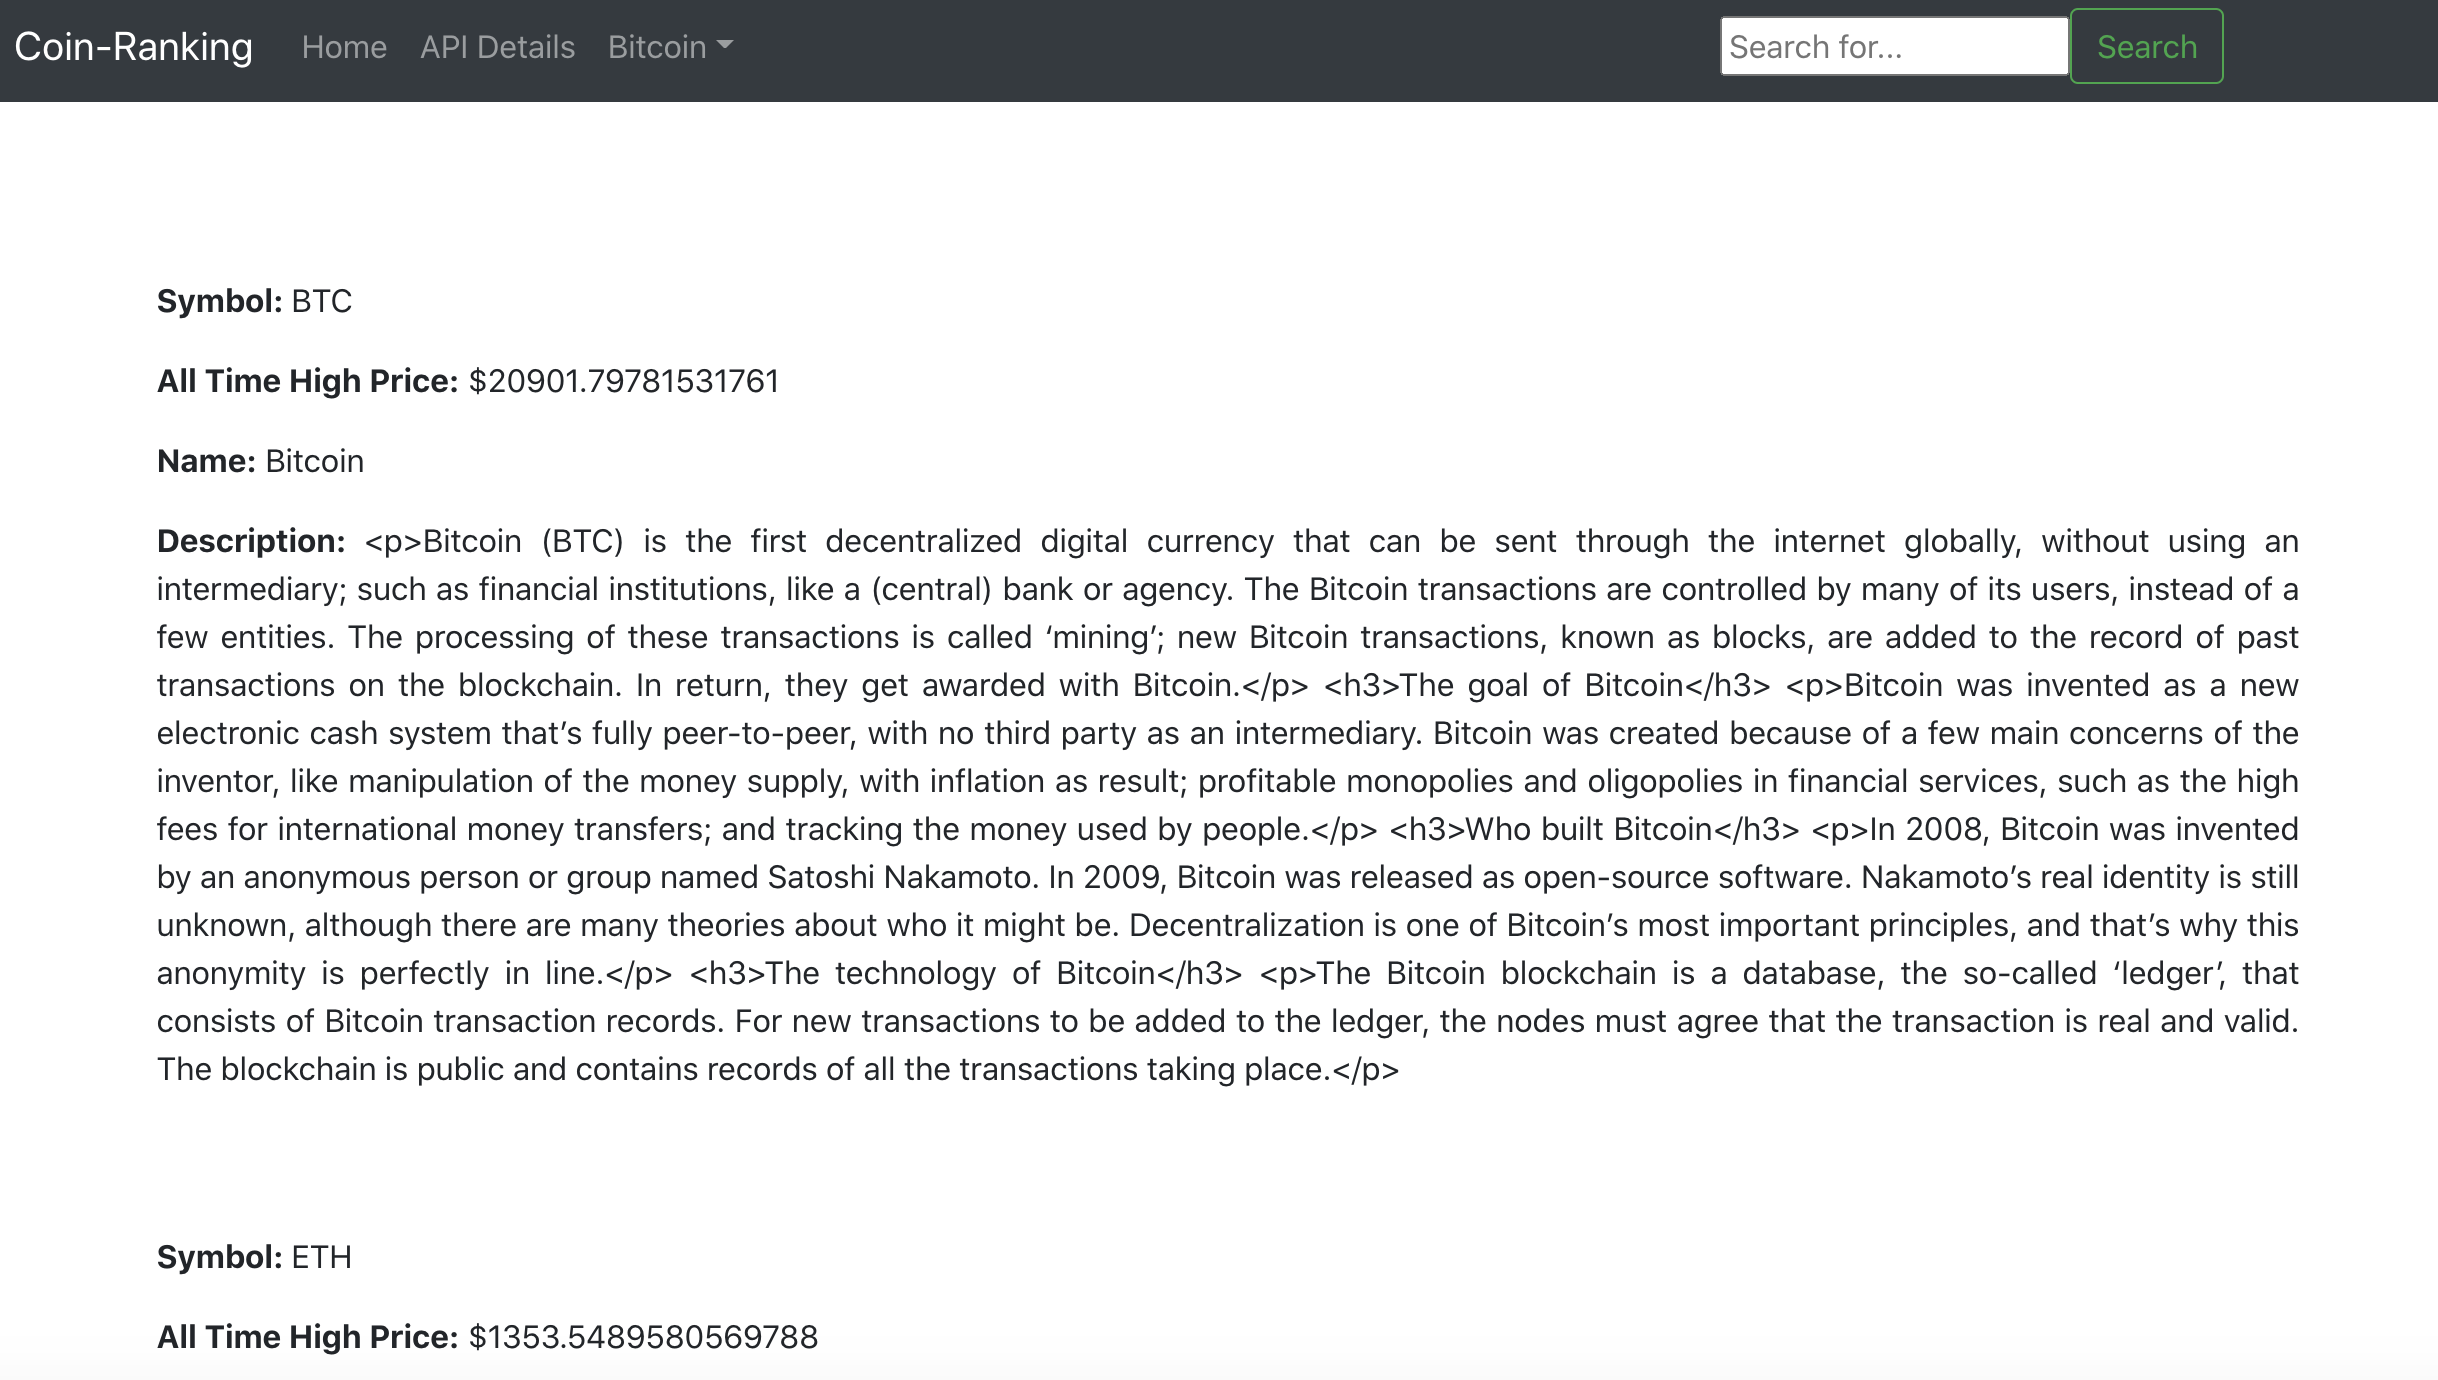 Coin-Ranking Home API Details Bitcoin Search for... Search
Symbol: BTC
All Time High Price: $20901.79781531761
Name: Bitcoin
Description: <p>Bitcoin (BTC) is the first decentralized digital currency that can be sent through the internet globally, without using an
intermediary; such as financial institutions, like a (central) bank or agency. The Bitcoin transactions are controlled by many of its users, instead of a
few entities. The processing of these transactions is called ‘mining’; new Bitcoin transactions, known as blocks, are added to the record of past
transactions on the blockchain. In return, they get awarded with Bitcoin.</p> <h3>The goal of Bitcoin</h3> <p>Bitcoin was invented as a new
electronic cash system that’s fully peer-to-peer, with no third party as an intermediary. Bitcoin was created because of a few main concerns of the
inventor, like manipulation of the money supply, with inflation as result; profitable monopolies and oligopolies in financial services, such as the high
fees for international money transfers; and tracking the money used by people.</p> <h3>Who built Bitcoin</h3> <p>In 2008, Bitcoin was invented
by an anonymous person or group named Satoshi Nakamoto. In 2009, Bitcoin was released as open-source software. Nakamoto’s real identity is still
unknown, although there are many theories about who it might be. Decentralization is one of Bitcoin’s most important principles, and that’s why this
anonymity is perfectly in line.</p> <h3>The technology of Bitcoin</h3> <p>The Bitcoin blockchain is a database, the so-called ‘ledger’, that
consists of Bitcoin transaction records. For new transactions to be added to the ledger, the nodes must agree that the transaction is real and valid.
The blockchain is public and contains records of all the transactions taking place.</p>
Symbol: ETH
All Time High Price: $1353.5489580569788